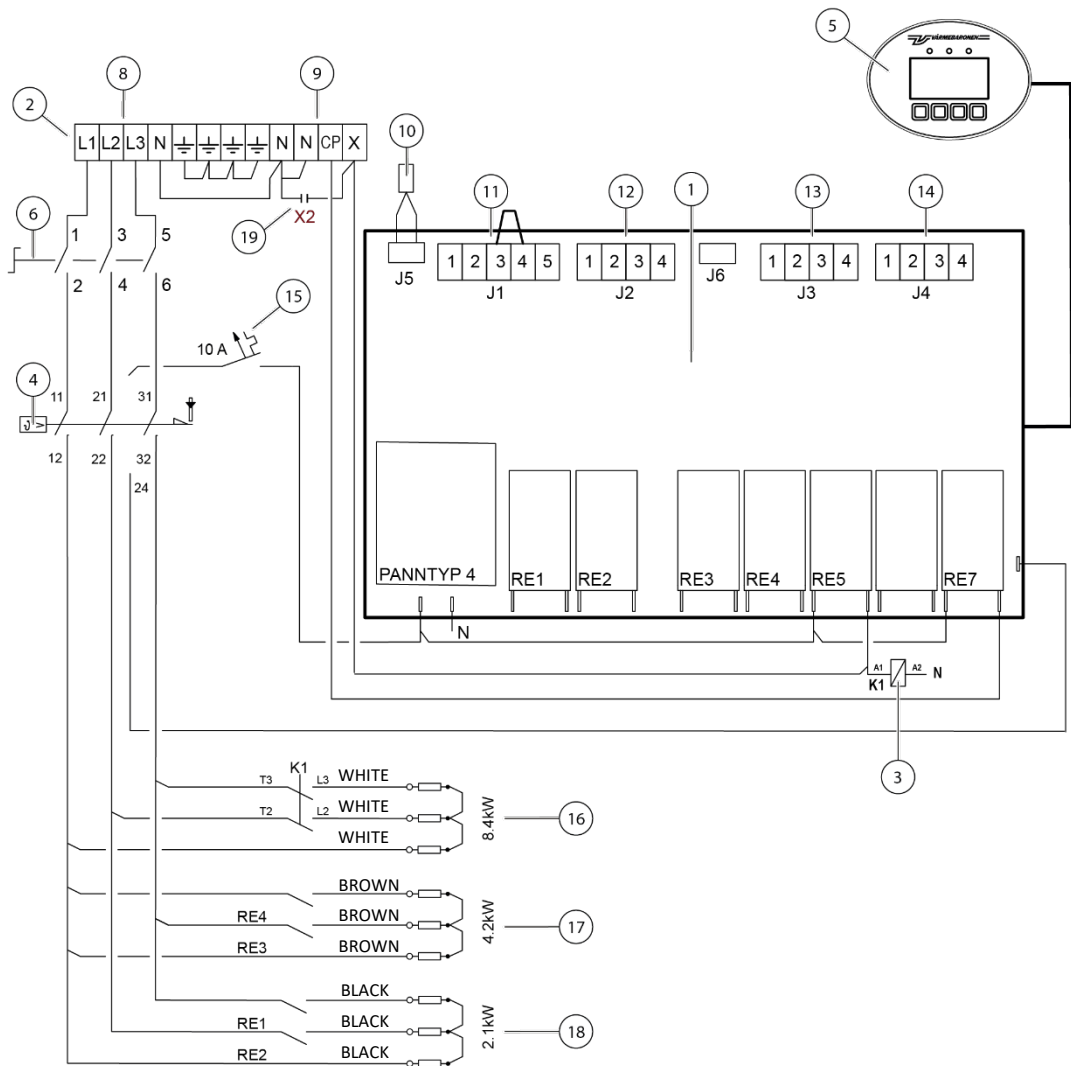 5
VÄRMEBARONEN
8
9
2
L1 L2 L3 N N N CP X
10
11
12
1
13
14
6
1 3 5
19
X2
1 2 3 4 5
1 2 3 4
1 2 3 4
1 2 3 4
J5
J1
J2
J6
J3
J4
2 4 6
15
10 A
4
11 21 31
ϑ >
12 22 32
24
PANNTYP 4
RE1
RE2
RE3
RE4
RE5
RE7
N
A1
A2
N
K1
3
K1
T3
L3
WHITE
T2
L2
WHITE
WHITE
8.4kW
16
BROWN
RE4
BROWN
RE3
BROWN
4.2kW
17
BLACK
RE1
BLACK
RE2
BLACK
2.1kW
18